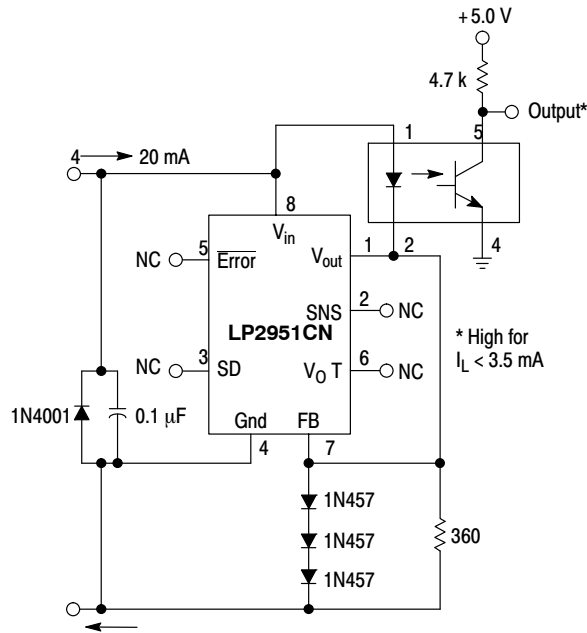 + 5.0 V
4.7 k
Output*
1
5
4
20 mA
8
4
Vin
NC
5
Error
Vout
1
2
SNS
2
NC
LP2951CN
* High for
IL < 3.5 mA
NC
3
SD
VO T
6
NC
1N4001
0.1 µF
Gnd
FB
4
7
1N457
1N457
360
1N457